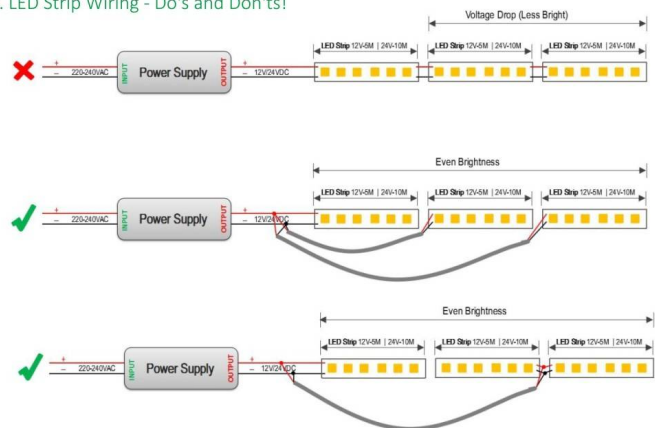 . LED Strip Wiring - Do's and Don'ts!
Voltage Drop (Less Bright)
LED Strip 12V-5M | 24V-10M
LED Strip 12V-5M | 24V-10M
LED Strip 12V-5M | 24V-10M
+
– 220-240VAC
INPUT
Power Supply
OUTPUT
+
– 12V/24VDC
Even Brightness
LED Strip 12V-5M | 24V-10M
LED Strip 12V-5M | 24V-10M
LED Strip 12V-5M | 24V-10M
+
– 220-240VAC
INPUT
Power Supply
OUTPUT
+
– 12V/24VDC
Even Brightness
LED Strip 12V-5M | 24V-10M
LED Strip 12V-5M | 24V-10M
LED Strip 12V-5M | 24V-10M
+
– 220-240VAC
INPUT
Power Supply
OUTPUT
+
– 12V/24VDC